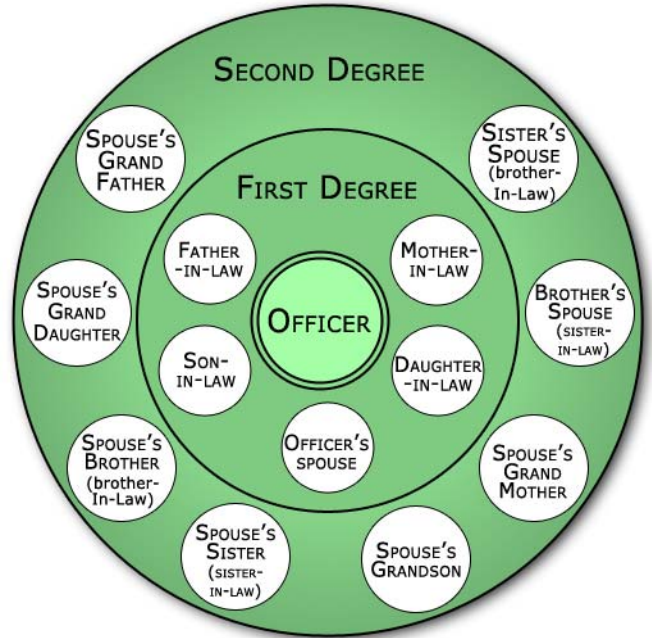 SECOND DEGREE
SPOUSE'S
GRAND
FATHER
SISTER'S
SPOUSE
(brother-
In-Law)
FIRST DEGREE
FATHER
-IN-LAW
MOTHER-
IN-LAW
SPOUSE'S
GRAND
DAUGHTER
OFFICER
BROTHER'S
SPOUSE
(SISTER-
IN-LAW)
SON-
IN-LAW
DAUGHTER
-IN-LAW
OFFICER'S
SPOUSE
SPOUSE'S
BROTHER
(brother-
In-Law)
SPOUSE'S
GRAND
MOTHER
SPOUSE'S
SISTER
(SISTER-
IN-LAW)
SPOUSE'S
GRANDSON